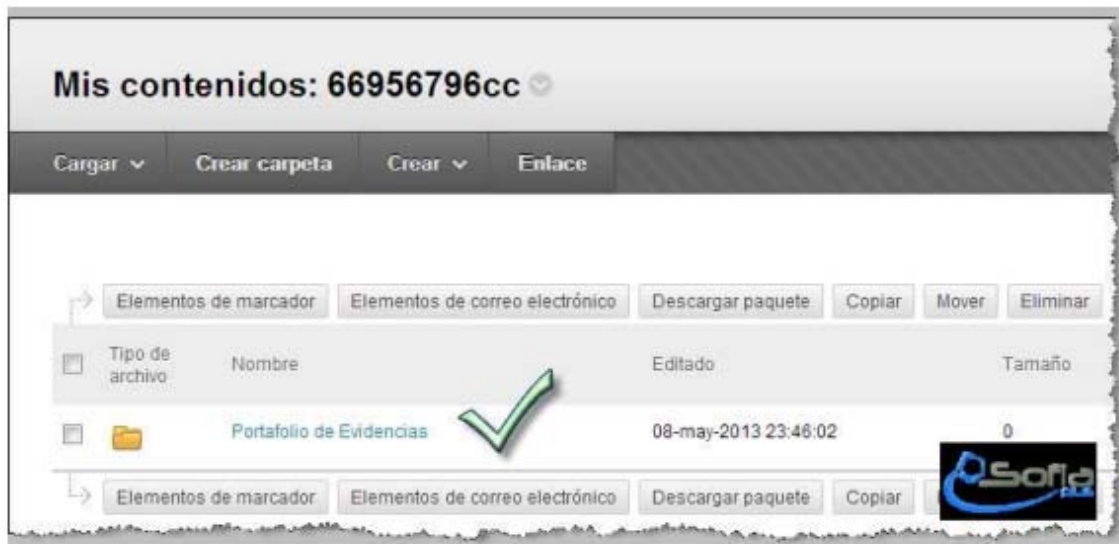 Mis contenidos: 66956796cc
Cargar Crear carpeta Crear Enlace
Elementos de marcador Elementos de correo electrónico Descargar paquete Copiar Mover Eliminar
Tipo de archivo Nombre Editado Tamaño
Portafolio de Evidencias 08-may-2013 23:46:02 0
Elementos de marcador Elementos de correo electrónico Descargar paquete Copiar
Sofia
plus